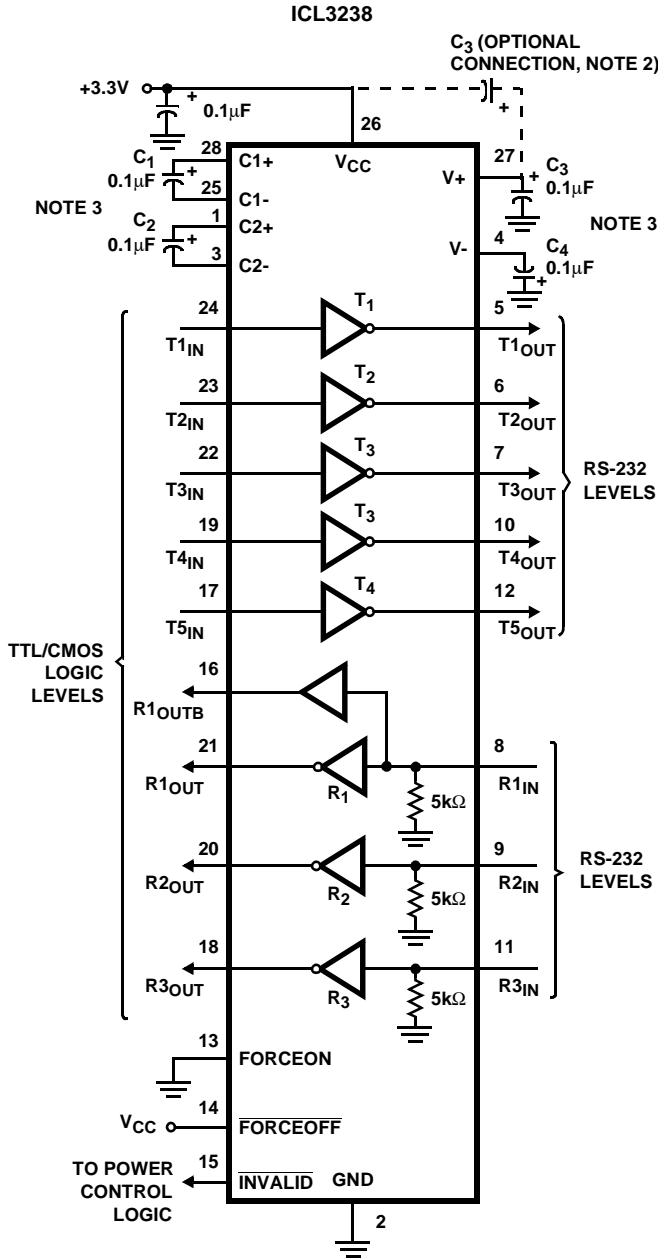 ICL3238
C3 (OPTIONAL
CONNECTION, NOTE 2)
+3.3V
+
0.1µF
+
26
28
C1+
VCC
27
C1
0.1µF
+
V+
+
C3
0.1µF
25
C1-
NOTE 3
1
C2+
NOTE 3
C2
0.1µF
+
4
V-
C4
0.1µF
+
3
C2-
24
T1
5
T1IN
T1OUT
23
T2
6
T2IN
T2OUT
22
T3
7
T3IN
T3OUT
RS-232
LEVELS
19
T3
10
T4IN
T4OUT
17
T4
12
T5IN
T5OUT
TTL/CMOS
LOGIC
LEVELS
16
R1OUTB
21
8
R1OUT
R1
5kΩ
R1IN
20
9
R2OUT
R2
5kΩ
R2IN
RS-232
LEVELS
18
11
R3OUT
R3
5kΩ
R3IN
13
FORCEON
14
VCC
FORCEOFF
15
TO POWER
CONTROL
LOGIC
INVALID
GND
2